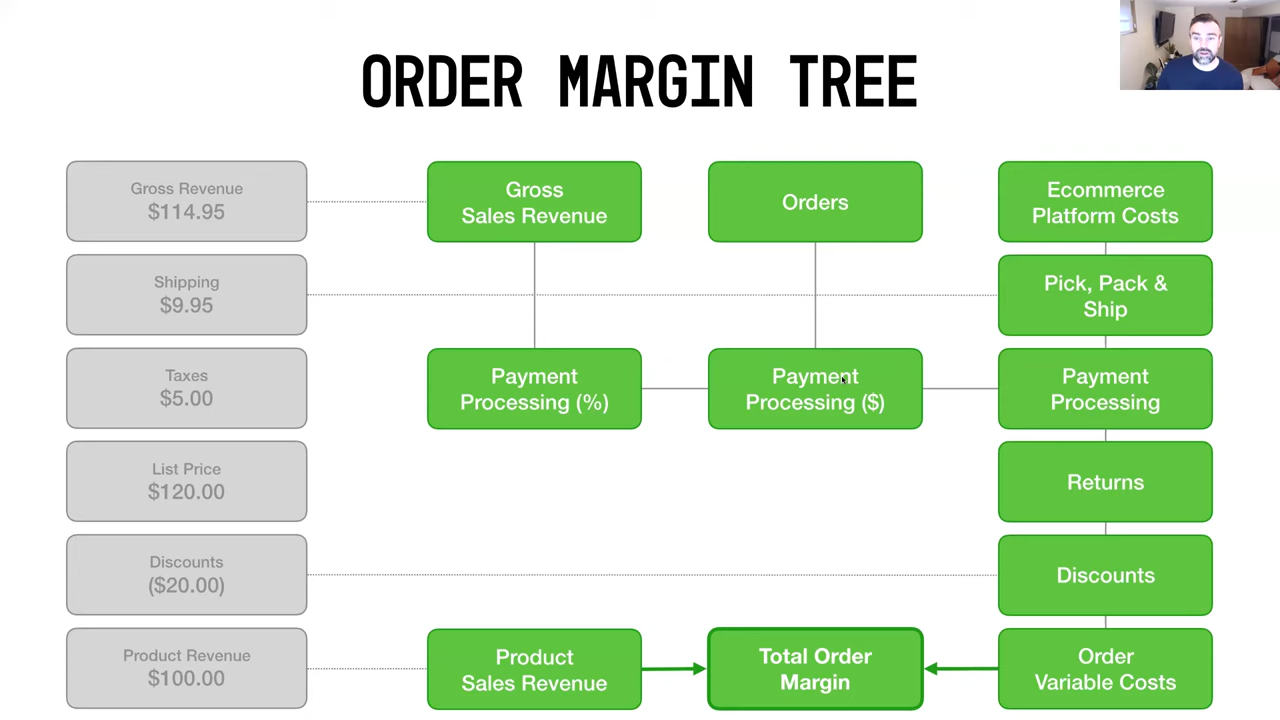 ORDER MARGIN TREE
Gross Revenue
$114.95
Gross
Sales Revenue
Orders
Ecommerce
Platform Costs
Shipping
$9.95
Pick, Pack &
Ship
Taxes
$5.00
Payment
Processing (%)
Payment
Processing ($)
Payment
Processing
List Price
$120.00
Returns
Discounts
($20.00)
Discounts
Product Revenue
$100.00
Product
Sales Revenue
Total Order
Margin
Order
Variable Costs